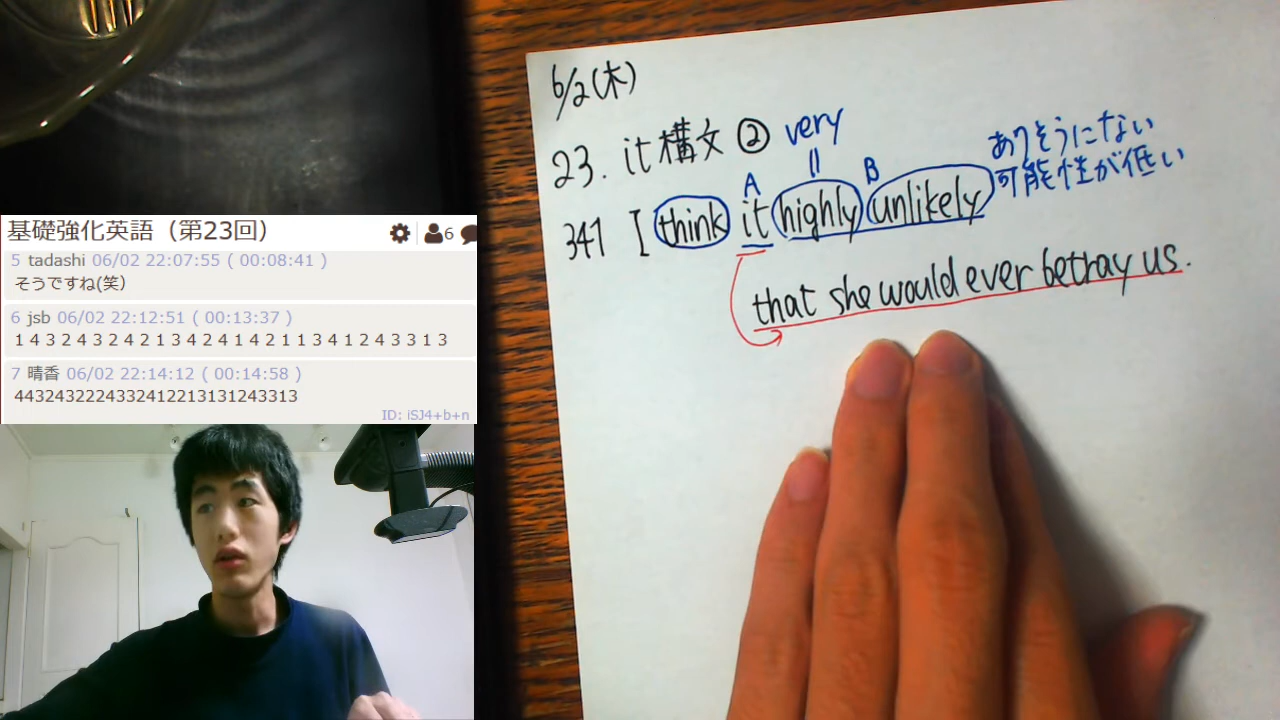 基礎強化英語（第23回）
6
5 tadashi 06/02 22:07:55 ( 00:08:41 )
そうですね(笑）
6 jsb 06/02 22:12:51 ( 00:13:37 )
1 4 3 2 4 3 2 4 2 1 3 4 2 4 1 4 2 1 1 3 4 1 2 4 3 3 1 3
7 晴香 06/02 22:14:12 ( 00:14:58 )
4432432224332412213131243313
ID: iSJ4+b+n
6/2(木)
23. it構文② very
=
A B ありそうにない
可能性が低い
341 I think it highly unlikely
that she would ever betray us.